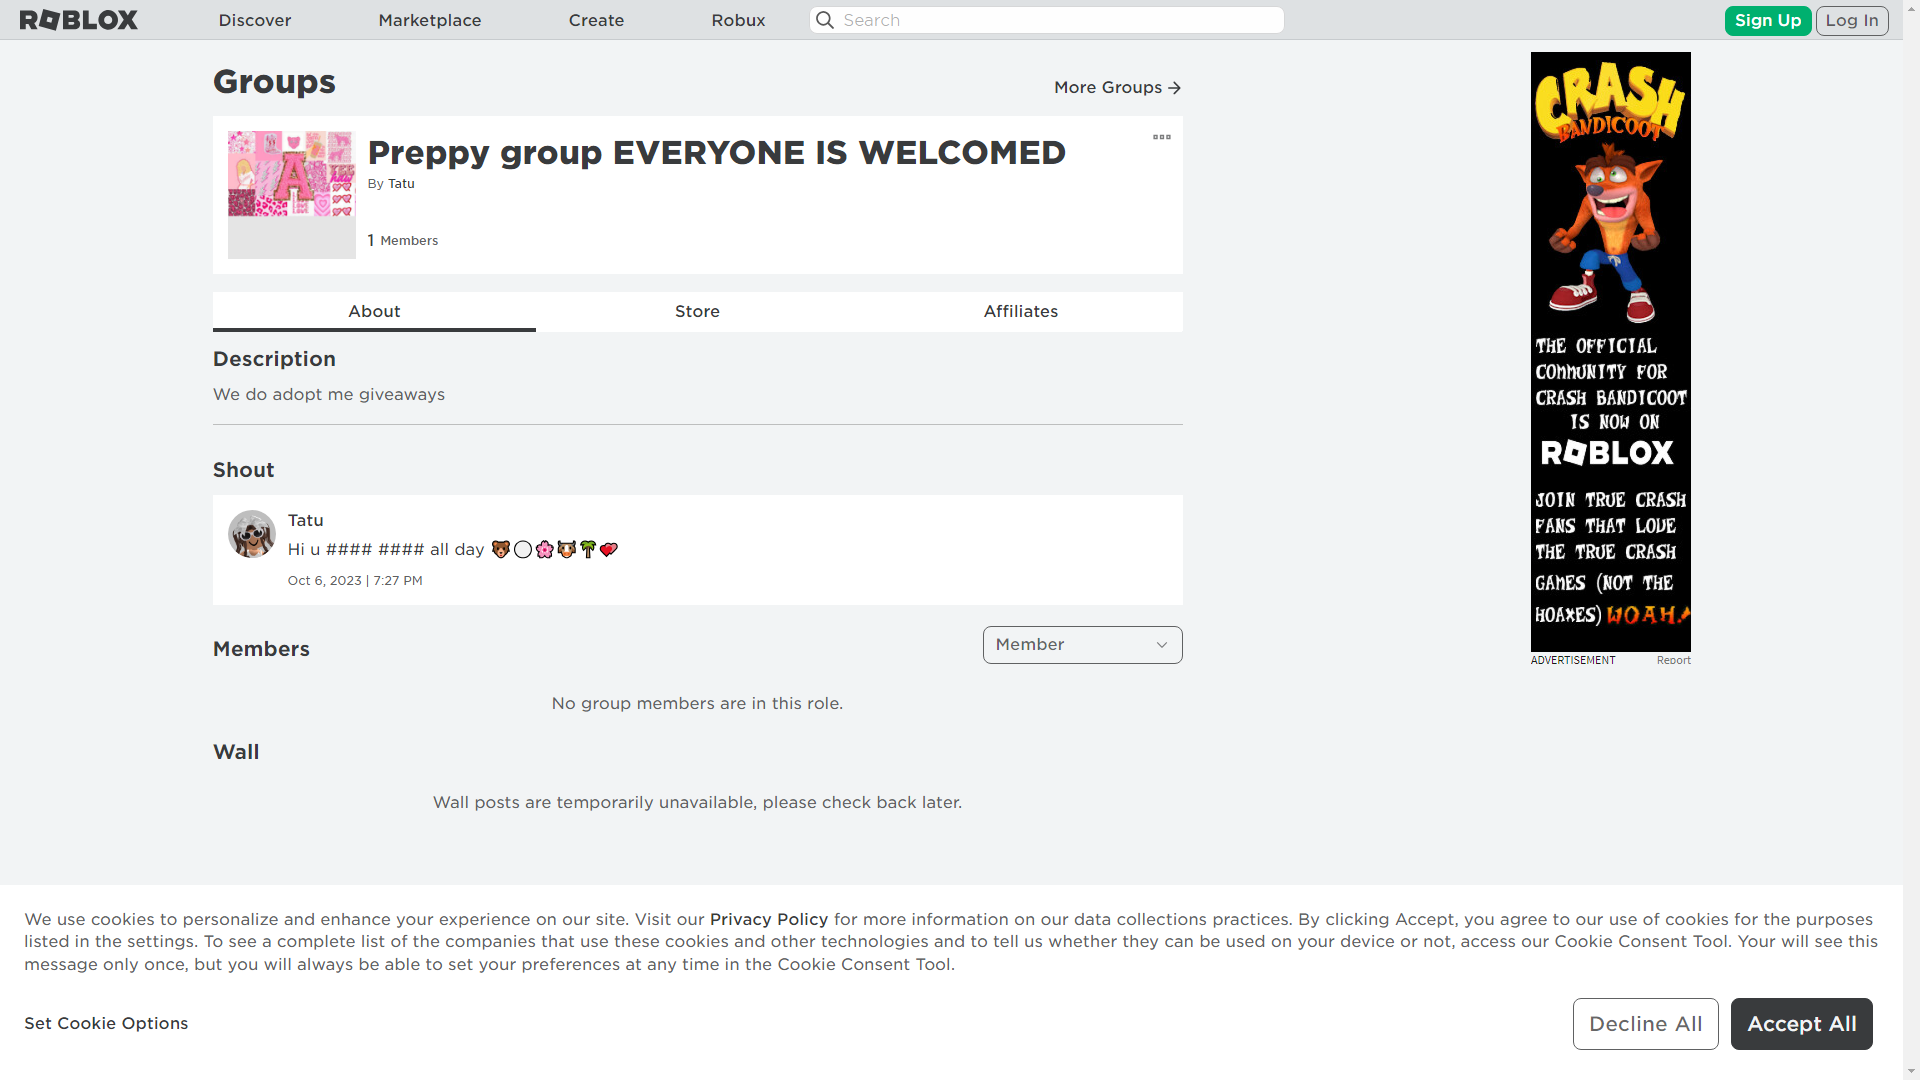 ROBLOX
Discover
Marketplace
Create
Robux
Search
Sign Up
Log In
Groups
More Groups
A
Preppy group EVERYONE IS WELCOMED
By Tatu
1 Members
About
Store
Affiliates
Description
We do adopt me giveaways
Shout
Tatu
Hi u #### #### all day 🐻⚪🌸🐮🌴💕
Oct 6, 2023 | 7:27 PM
Members
Member
No group members are in this role.
Wall
Wall posts are temporarily unavailable, please check back later.
CRASH
BANDICOOT
THE OFFICIAL
COMMUNITY FOR
CRASH BANDICOOT
IS NOW ON
ROBLOX
JOIN TRUE CRASH
FANS THAT LOVE
THE TRUE CRASH
GAMES (NOT THE
HOAXES) WOAH!
ADVERTISEMENT
Report
We use cookies to personalize and enhance your experience on our site. Visit our Privacy Policy for more information on our data collections practices. By clicking Accept, you agree to our use of cookies for the purposes
listed in the settings. To see a complete list of the companies that use these cookies and other technologies and to tell us whether they can be used on your device or not, access our Cookie Consent Tool. Your will see this
message only once, but you will always be able to set your preferences at any time in the Cookie Consent Tool.
Set Cookie Options
Decline All
Accept All